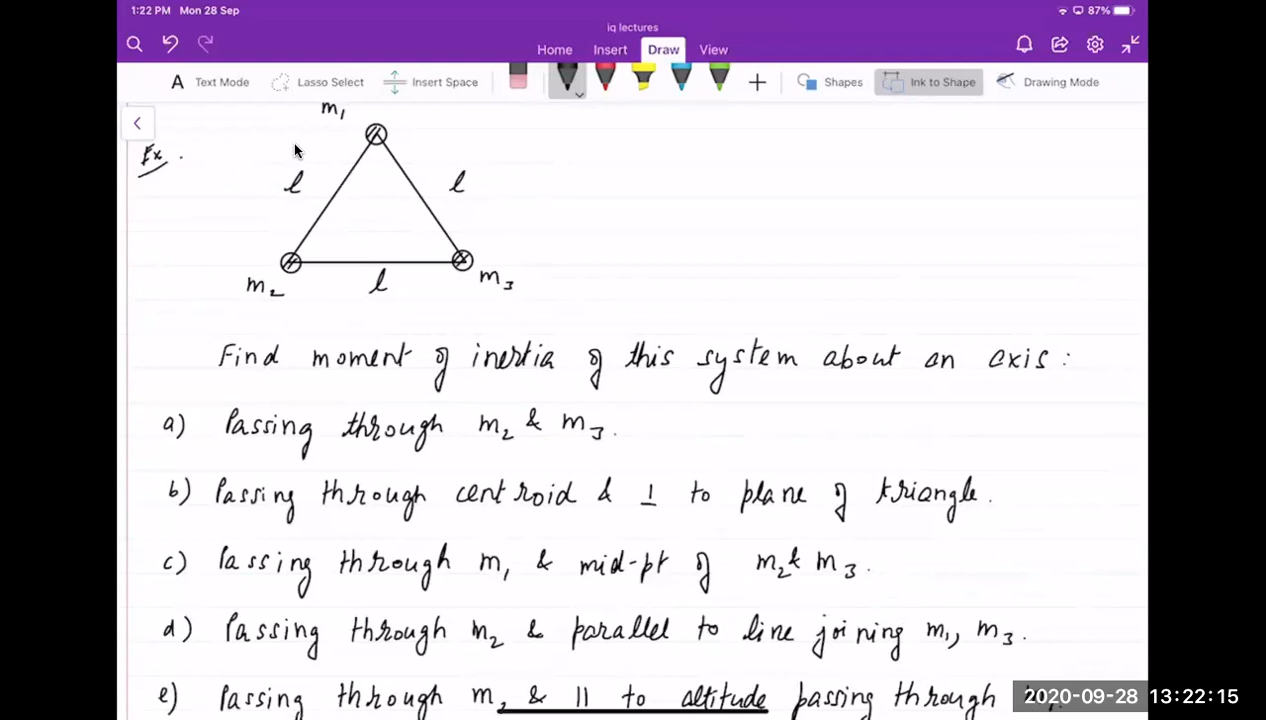 1:22 PM Mon 28 Sep
87%
iq lectures
Home Insert Draw View
Text Mode Lasso Select Insert Space Shapes Ink to Shape Drawing Mode
m₁
Ex.
l l
m₂ l m₃
Find moment of inertia of this system about an axis :
a) Passing through m₂ & m₃.
b) Passing through centroid & ⊥ to plane of triangle.
c) Passing through m₁ & mid-pt of m₂ & m₃.
d) Passing through m₂ & parallel to line joining m₁, m₃.
e) Passing through & || to altitude passing through
2020-09-28 13:22:15